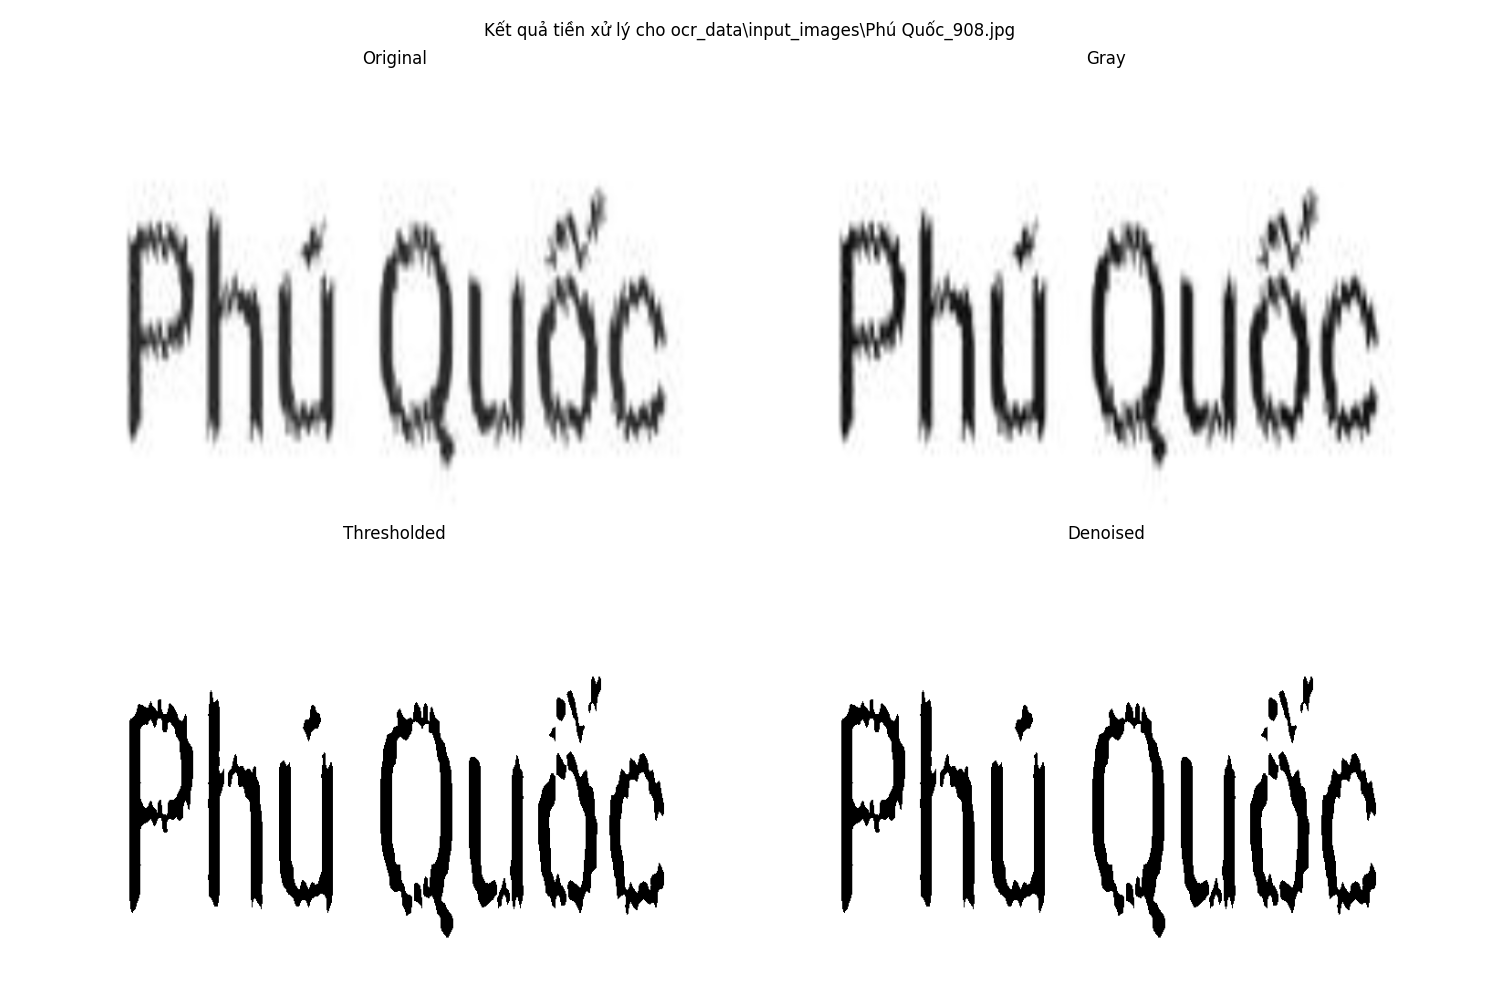 Kết quả tiền xử lý cho ocr_data\input_images\Phú Quốc_908.jpg
Original
Gray
Phú Quốc
Phú Quốc
Thresholded
Denoised
Phú Quốc
Phú Quốc